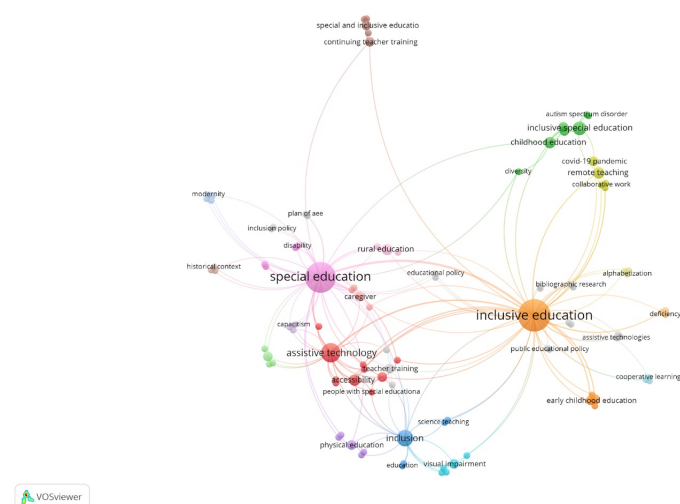 special and inclusive educatio
continuing teacher training
autism spectrum disorder
inclusive special education
childhood education
covid-19 pandemic
diversity
remote teaching
collaborative work
modernity
plan of aee
inclusion policy
disability
rural education
historical context
special education
educational policy
alphabetization
bibliographic research
caregiver
inclusive education
deficiency
capacitism
assistive technologies
assistive technology
public educational policy
teacher training
accessibility
cooperative learning
people with special educationa
early childhood education
science teaching
inclusion
physical education
education
visual impairment
VOSviewer